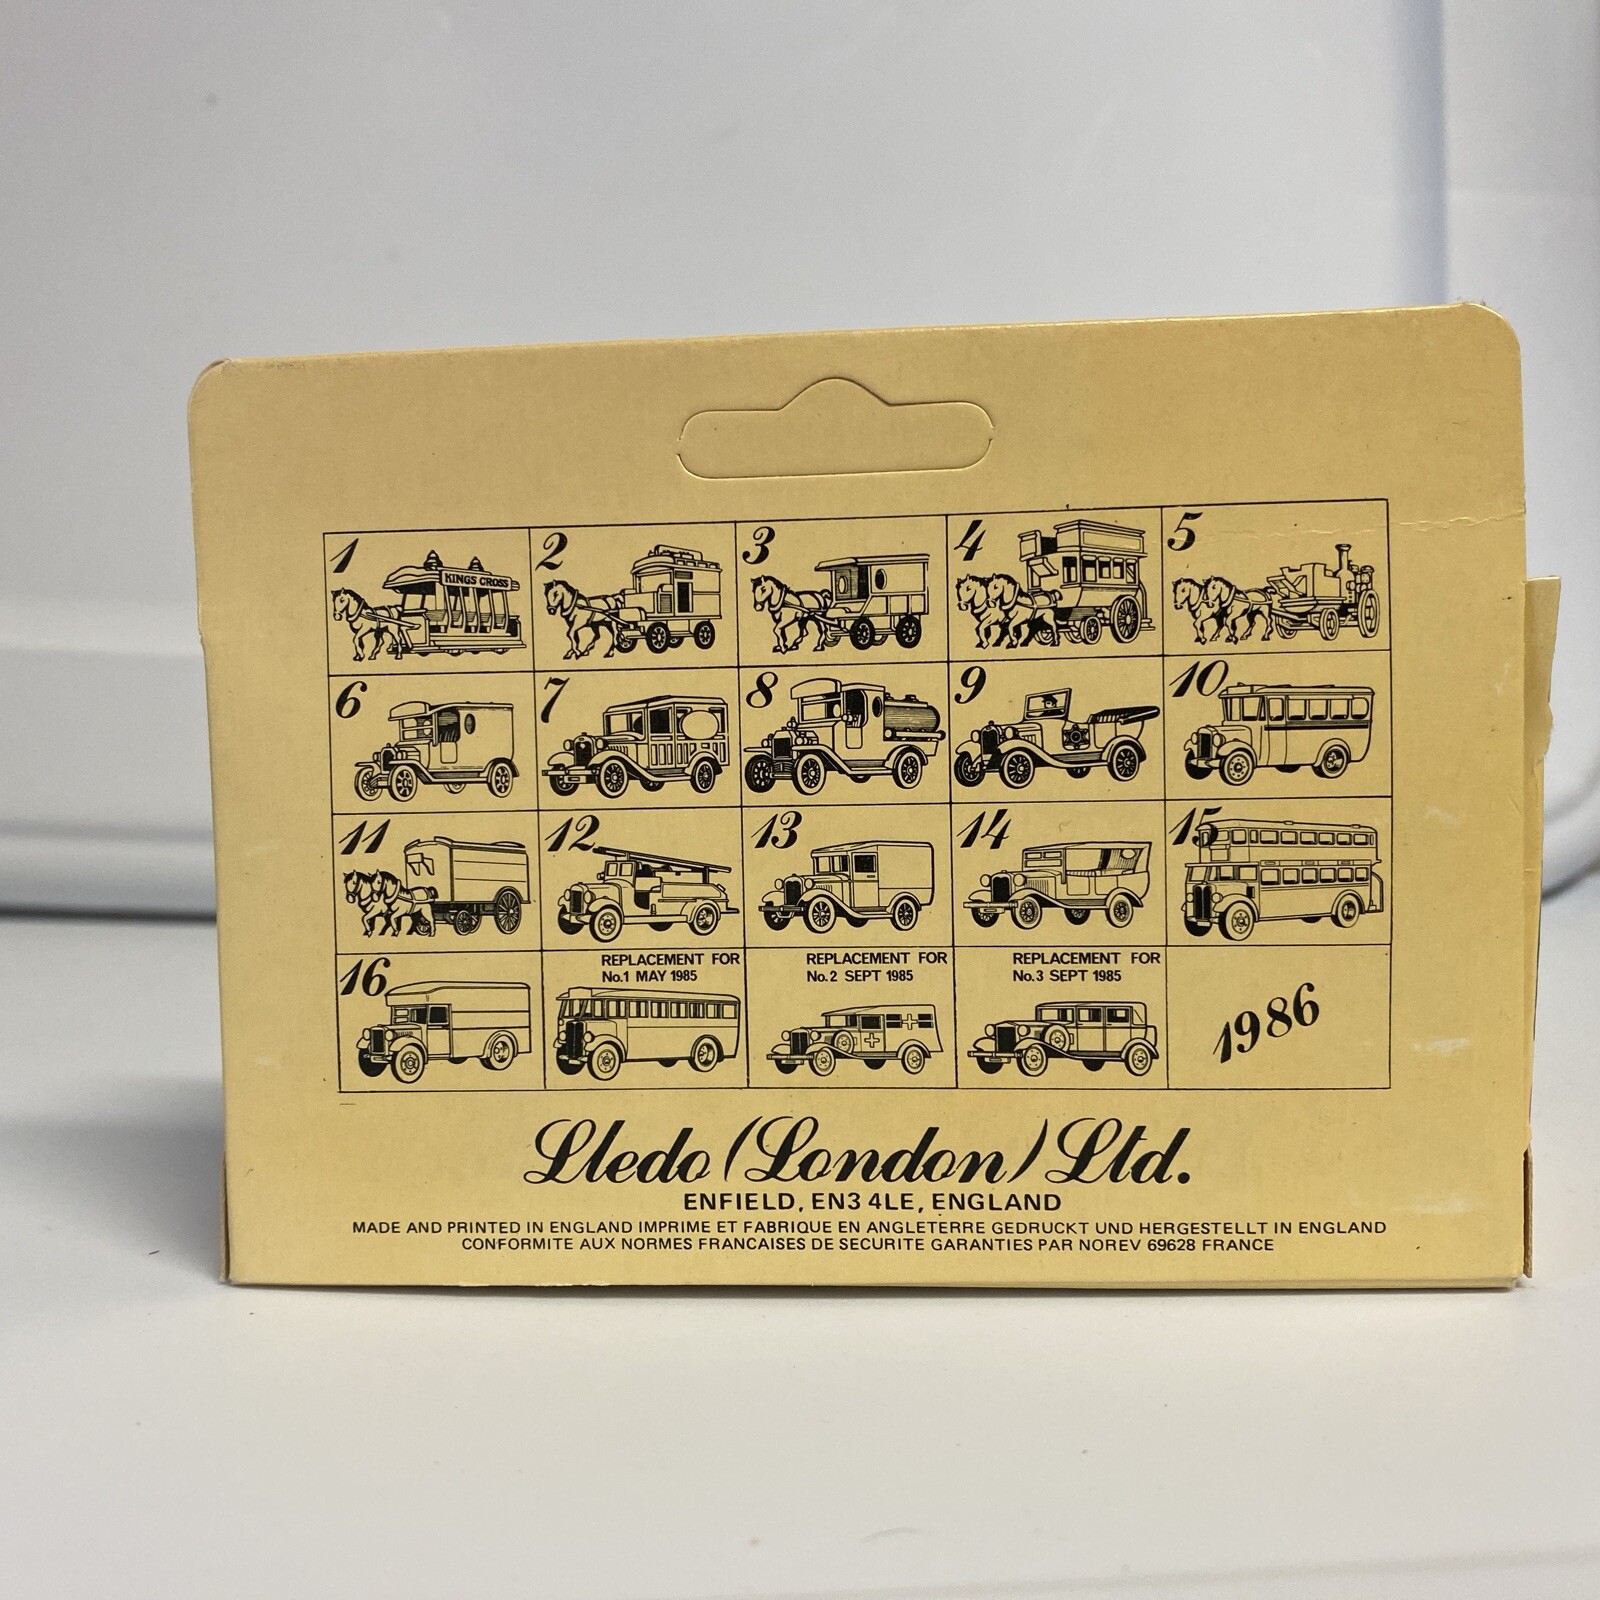 1 2 3 4 5
KINGS CROSS
6 7 8 9 10
11 12 13 14 15
16
REPLACEMENT FOR
No.1 MAY 1985
REPLACEMENT FOR
No.2 SEPT 1985
REPLACEMENT FOR
No.3 SEPT 1985
1986
Lledo (London) Ltd.
ENFIELD, EN3 4LE, ENGLAND
MADE AND PRINTED IN ENGLAND IMPRIME ET FABRIQUE EN ANGLETERRE GEDRUCKT UND HERGESTELLT IN ENGLAND
CONFORMITE AUX NORMES FRANCAISES DE SECURITE GARANTIES PAR NOREV 69628 FRANCE